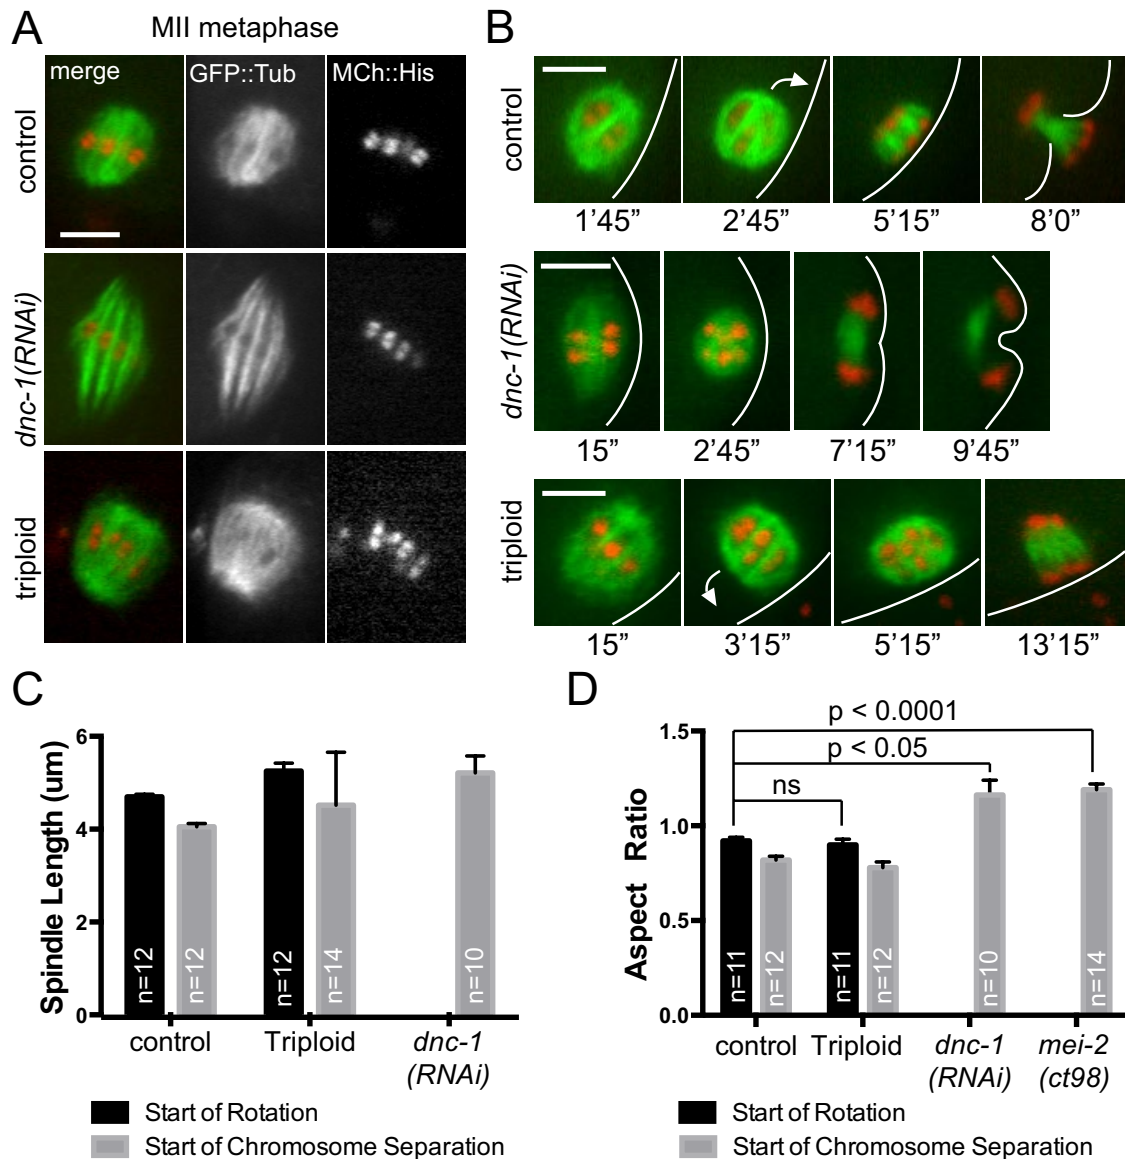 A
MII metaphase
merge
GFP::Tub
MCh::His
control
dnc-1(RNAi)
triploid
B
control
1’45”
2’45”
5’15”
8’0”
dnc-1(RNAi)
15”
2’45”
7’15”
9’45”
triploid
15”
3’15”
5’15”
13’15”
C
Spindle Length (um)
6
4
2
0
n=12
n=12
n=12
n=14
n=10
control
Triploid
dnc-1
(RNAi)
Start of Rotation
Start of Chromosome Separation
D
Aspect Ratio
1.5
1.0
0.5
0.0
p < 0.0001
p < 0.05
ns
n=11
n=12
n=11
n=12
n=10
n=14
control
Triploid
dnc-1
(RNAi)
mei-2
(ct98)
Start of Rotation
Start of Chromosome Separation